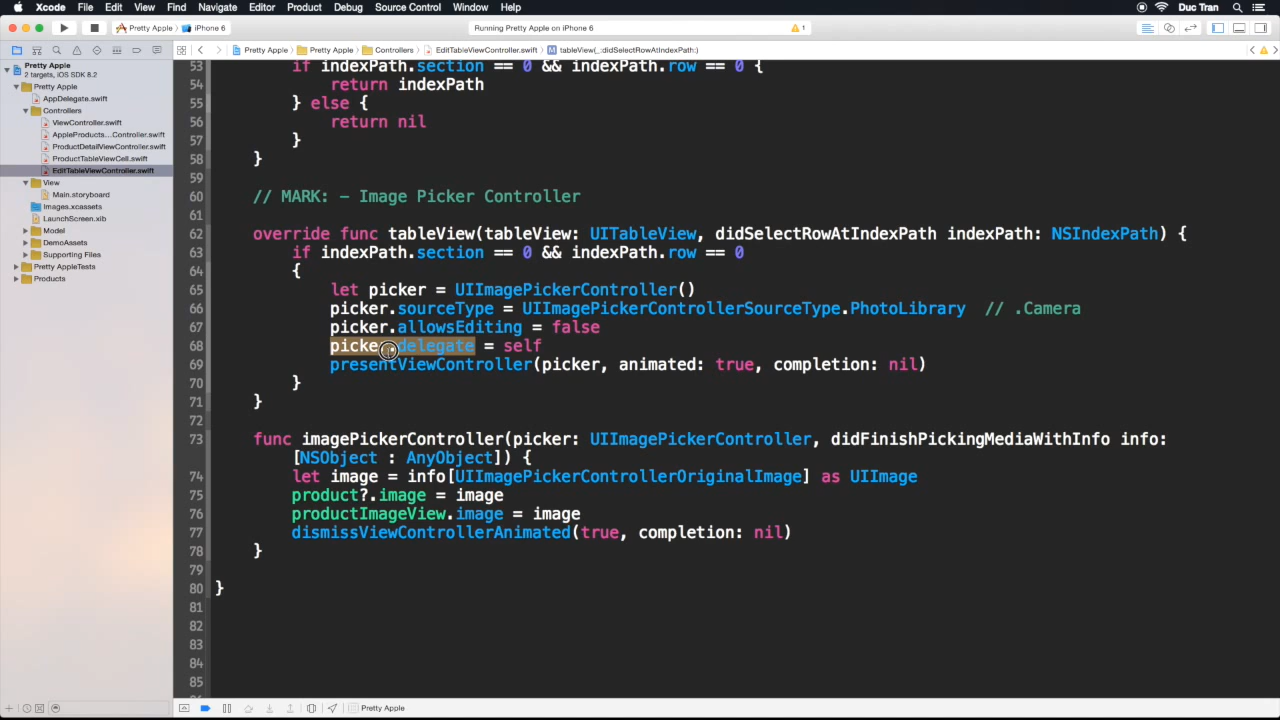 Xcode File Edit View Find Navigate Editor Product Debug Source Control Window Help Duc Tran
Pretty Apple iPhone 6 Running Pretty Apple on iPhone 6 1
Pretty Apple Pretty Apple Controllers EditTableViewController.swift M tableView(_:didSelectRowAtIndexPath:)
Pretty Apple
2 targets, iOS SDK 8.2
Pretty Apple
AppDelegate.swift
Controllers
ViewController.swift
AppleProducts...Controller.swift
ProductDetailViewController.swift
ProductTableViewCell.swift
EditTableViewController.swift
View
Main.storyboard
Images.xcassets
LaunchScreen.xib
Model
DemoAssets
Supporting Files
Pretty AppleTests
Products
53 if indexPath.section == 0 && indexPath.row == 0 {
54 return indexPath
55 } else {
56 return nil
57 }
58 }
59
60 // MARK: - Image Picker Controller
61
62 override func tableView(tableView: UITableView, didSelectRowAtIndexPath indexPath: NSIndexPath) {
63 if indexPath.section == 0 && indexPath.row == 0
64 {
65 let picker = UIImagePickerController()
66 picker.sourceType = UIImagePickerControllerSourceType.PhotoLibrary // .Camera
67 picker.allowsEditing = false
68 picker.delegate = self
69 presentViewController(picker, animated: true, completion: nil)
70 }
71 }
72
73 func imagePickerController(picker: UIImagePickerController, didFinishPickingMediaWithInfo info:
[NSObject : AnyObject]) {
74 let image = info[UIImagePickerControllerOriginalImage] as UIImage
75 product?.image = image
76 productImageView.image = image
77 dismissViewControllerAnimated(true, completion: nil)
78 }
79
80 }
81
82
83
84
85
Pretty Apple